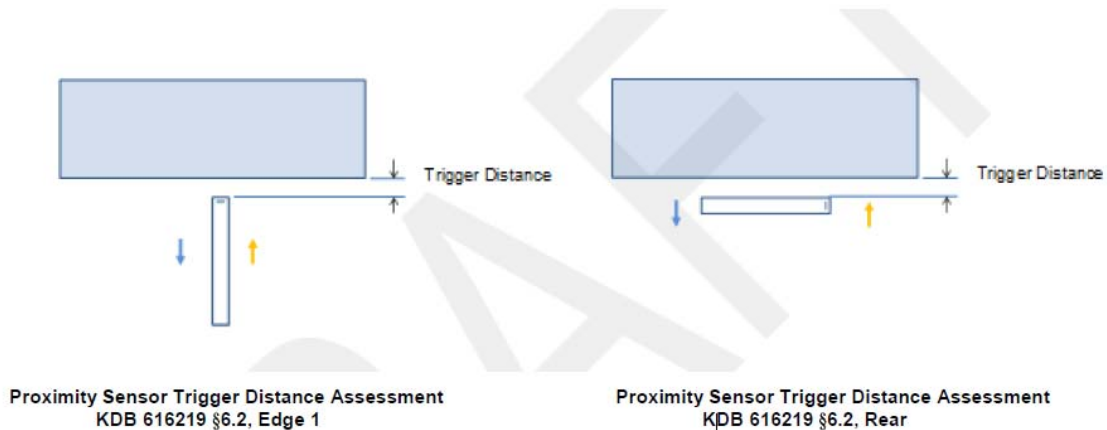 Trigger Distance
Trigger Distance
Proximity Sensor Trigger Distance Assessment
KDB 616219 §6.2, Edge 1
Proximity Sensor Trigger Distance Assessment
KDB 616219 §6.2, Rear